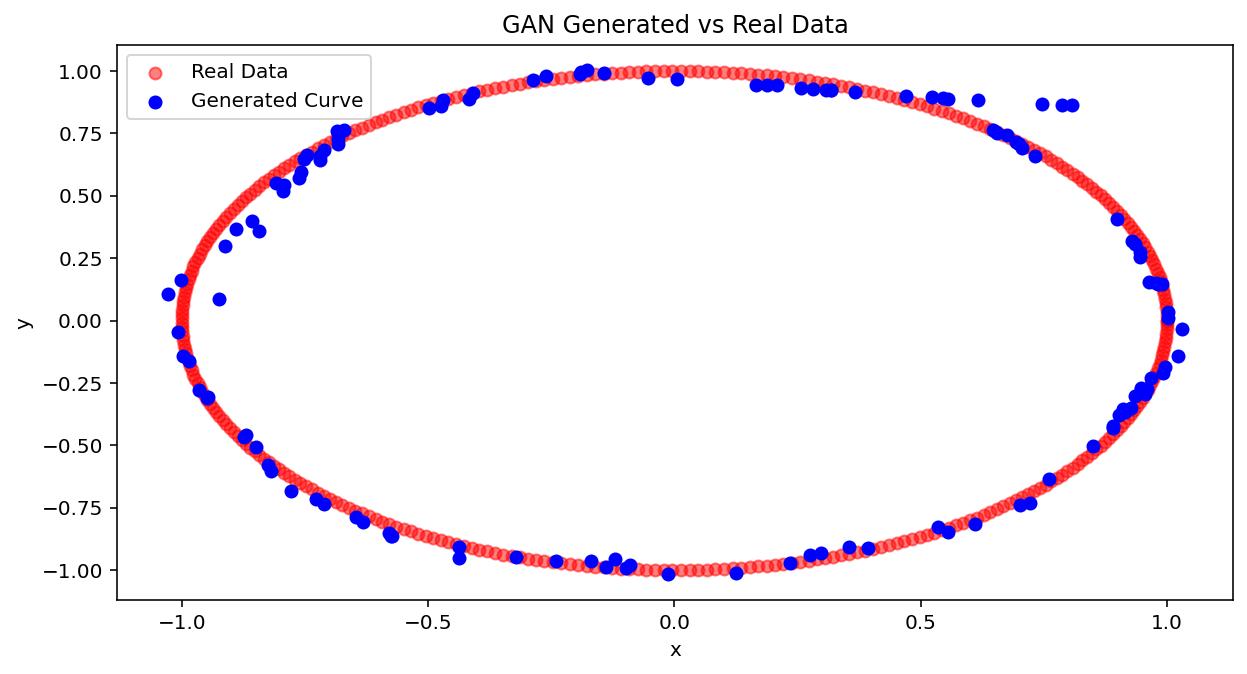 GAN Generated vs Real Data
Real Data
Generated Curve
1.00
0.75
0.50
0.25
0.00
−0.25
−0.50
−0.75
−1.00
y
−1.0 −0.5 0.0 0.5 1.0
x